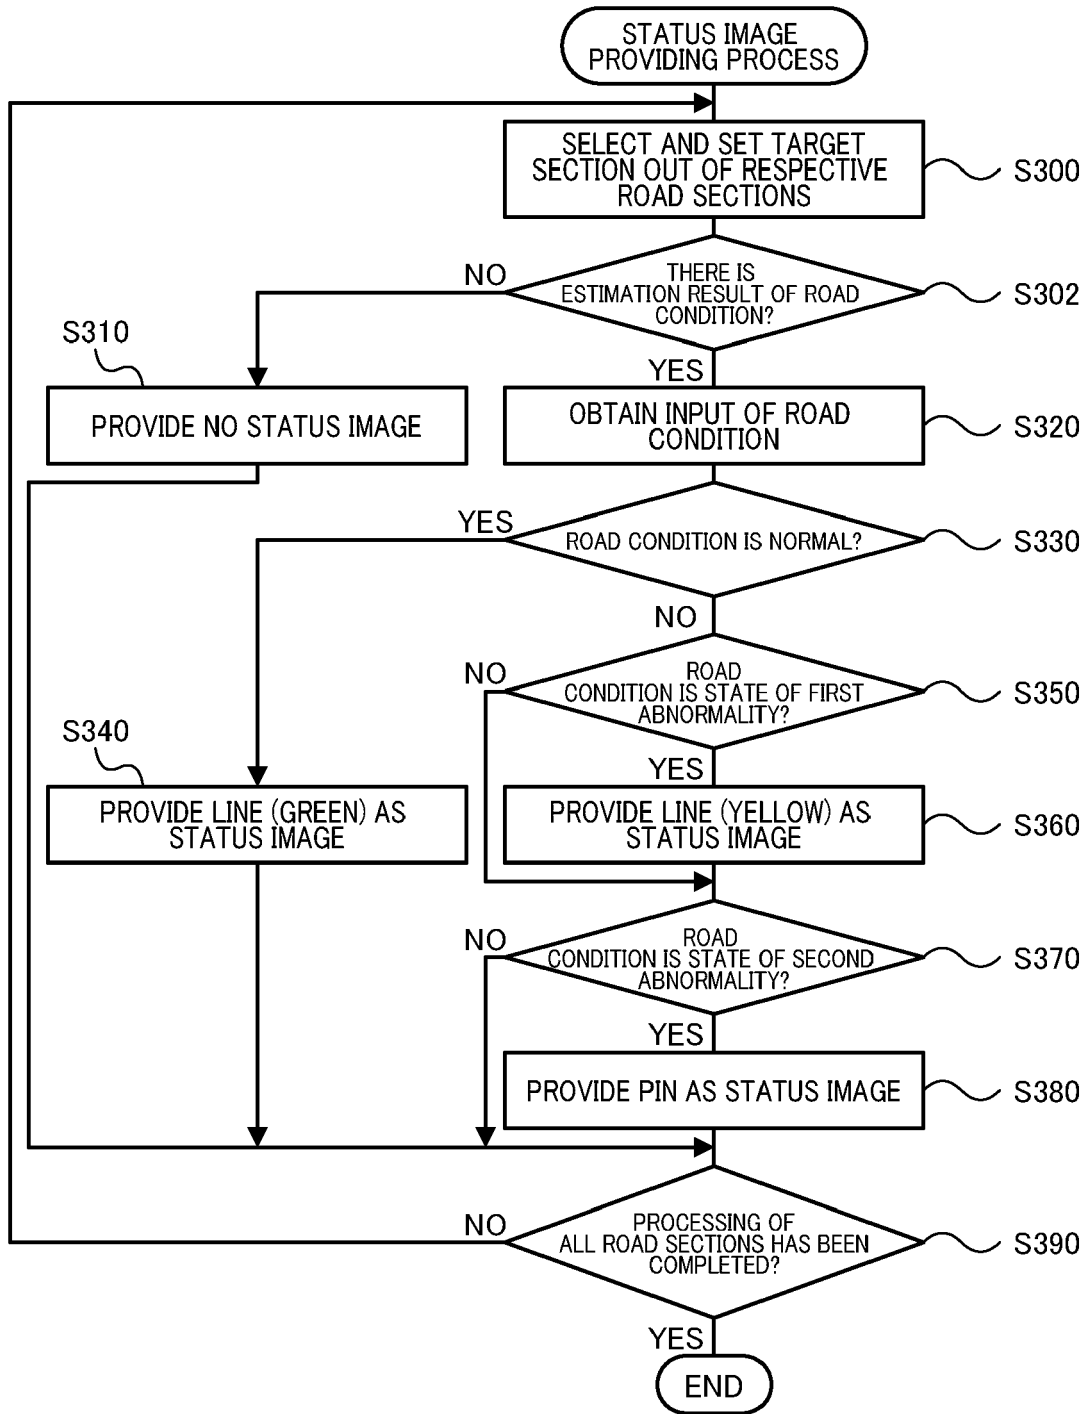 STATUS IMAGE
PROVIDING PROCESS
SELECT AND SET TARGET
SECTION OUT OF RESPECTIVE
ROAD SECTIONS
S300
THERE IS
ESTIMATION RESULT OF ROAD
CONDITION?
S302
NO
YES
S310
PROVIDE NO STATUS IMAGE
OBTAIN INPUT OF ROAD
CONDITION
S320
YES
ROAD CONDITION IS NORMAL?
S330
NO
NO
ROAD
CONDITION IS STATE OF FIRST
ABNORMALITY?
S350
YES
S340
PROVIDE LINE (GREEN) AS
STATUS IMAGE
PROVIDE LINE (YELLOW) AS
STATUS IMAGE
S360
NO
ROAD
CONDITION IS STATE OF SECOND
ABNORMALITY?
S370
YES
PROVIDE PIN AS STATUS IMAGE
S380
NO
PROCESSING OF
ALL ROAD SECTIONS HAS BEEN
COMPLETED?
S390
YES
END